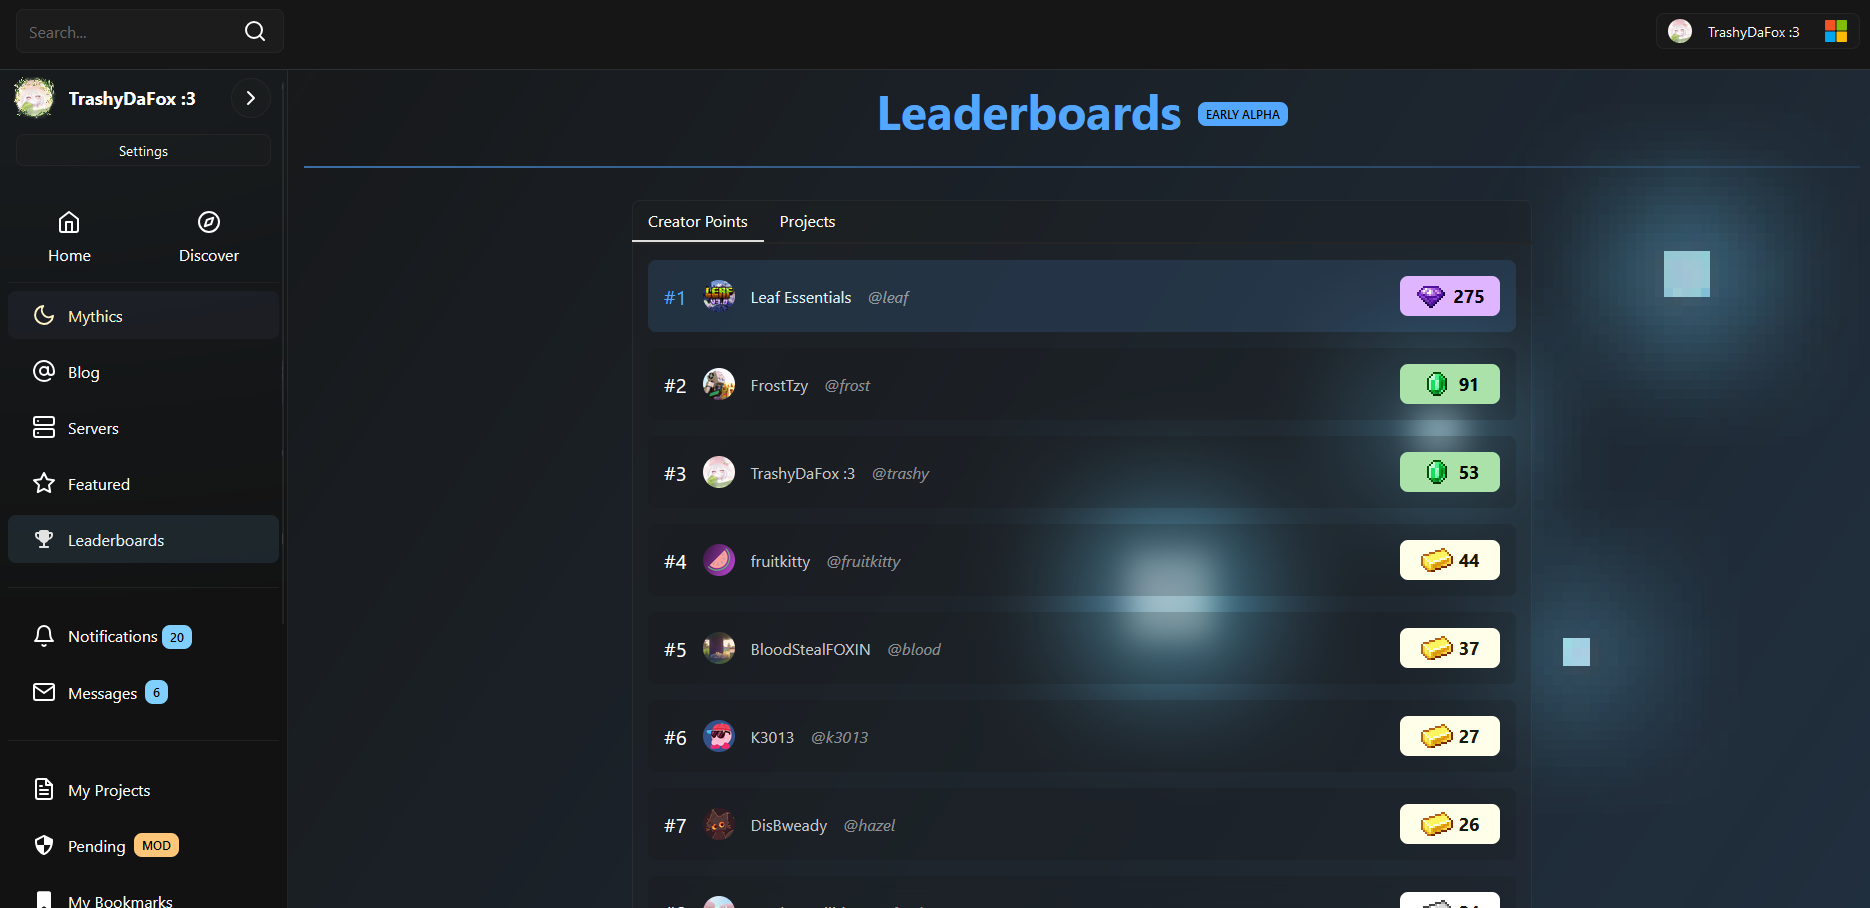 Search...
TrashyDaFox :3
TrashyDaFox :3
Settings
Home
Discover
Mythics
Blog
Servers
Featured
Leaderboards
Notifications 20
Messages 6
My Projects
Pending MOD
My Bookmarks
Leaderboards EARLY ALPHA
Creator Points Projects
#1 Leaf Essentials @leaf 275
#2 FrostTzy @frost 91
#3 TrashyDaFox :3 @trashy 53
#4 fruitkitty @fruitkitty 44
#5 BloodStealFOXIN @blood 37
#6 K3013 @k3013 27
#7 DisBweady @hazel 26